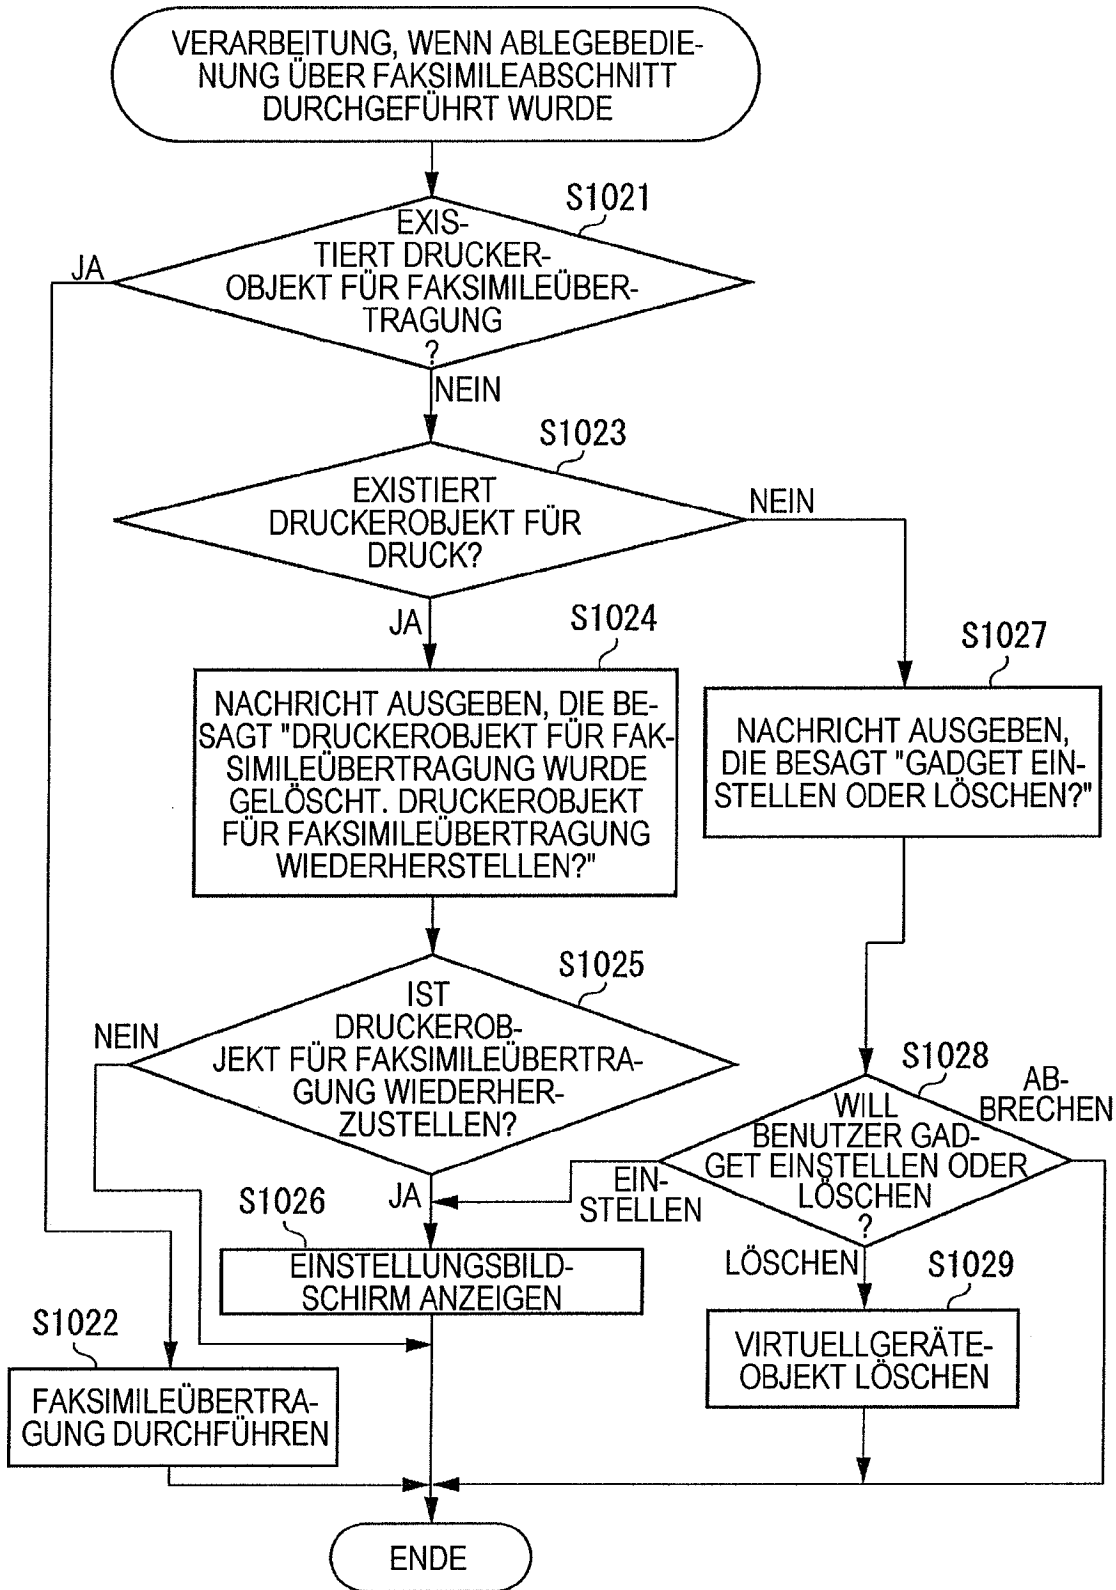 VERARBEITUNG, WENN ABLEGEBEDIE-
NUNG ÜBER FAKSIMILEABSCHNITT
DURCHGEFÜHRT WURDE
S1021
EXIS-
TIERT DRUCKER-
OBJEKT FÜR FAKSIMILEÜBER-
TRAGUNG
?
JA
NEIN
S1023
EXISTIERT
DRUCKEROBJEKT FÜR
DRUCK?
NEIN
JA
S1024
NACHRICHT AUSGEBEN, DIE BE-
SAGT "DRUCKEROBJEKT FÜR FAK-
SIMILEÜBERTRAGUNG WURDE
GELÖSCHT. DRUCKEROBJEKT
FÜR FAKSIMILEÜBERTRAGUNG
WIEDERHERSTELLEN?"
S1027
NACHRICHT AUSGEBEN,
DIE BESAGT "GADGET EIN-
STELLEN ODER LÖSCHEN?"
S1025
IST
DRUCKEROB-
JEKT FÜR FAKSIMILEÜBERTRA-
GUNG WIEDERHER-
ZUSTELLEN?
NEIN
JA
S1028
WILL
BENUTZER GAD-
GET EINSTELLEN ODER
LÖSCHEN
?
AB-
BRECHEN
EIN-
STELLEN
LÖSCHEN
S1026
EINSTELLUNGSBILD-
SCHIRM ANZEIGEN
S1029
VIRTUELLGERÄTE-
OBJEKT LÖSCHEN
S1022
FAKSIMILEÜBERTRA-
GUNG DURCHFÜHREN
ENDE